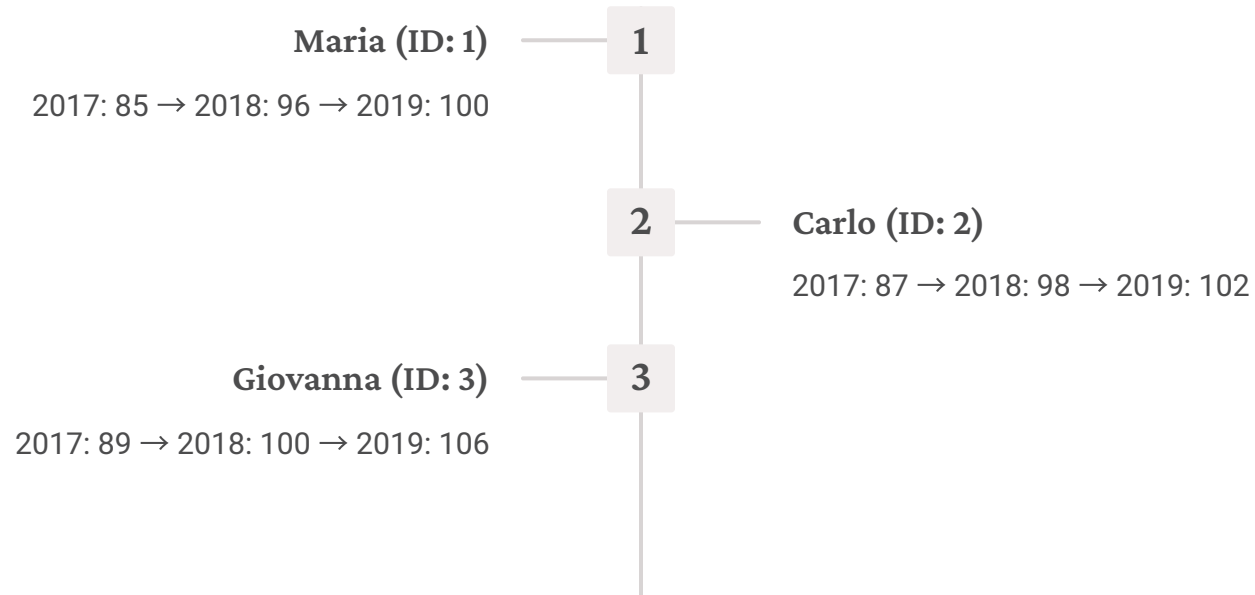 1
Maria (ID: 1)
2017: 85 → 2018: 96 → 2019: 100
2
Carlo (ID: 2)
2017: 87 → 2018: 98 → 2019: 102
3
Giovanna (ID: 3)
2017: 89 → 2018: 100 → 2019: 106